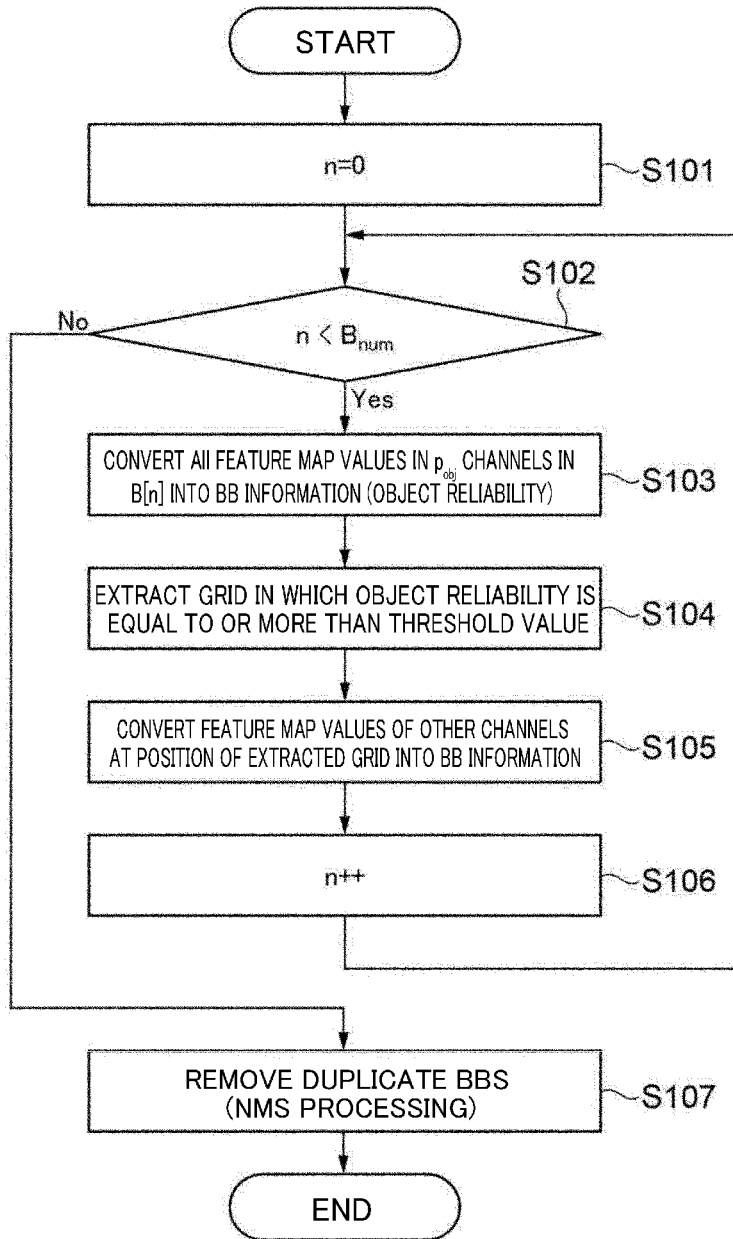 START
n=0
S101
S102
No
n < Bnum
Yes
CONVERT All FEATURE MAP VALUES IN pobj CHANNELS IN
B[n] INTO BB INFORMATION (OBJECT RELIABILITY)
S103
EXTRACT GRID IN WHICH OBJECT RELIABILITY IS
EQUAL TO OR MORE THAN THRESHOLD VALUE
S104
CONVERT FEATURE MAP VALUES OF OTHER CHANNELS
AT POSITION OF EXTRACTED GRID INTO BB INFORMATION
S105
n++
S106
REMOVE DUPLICATE BBS
(NMS PROCESSING)
S107
END